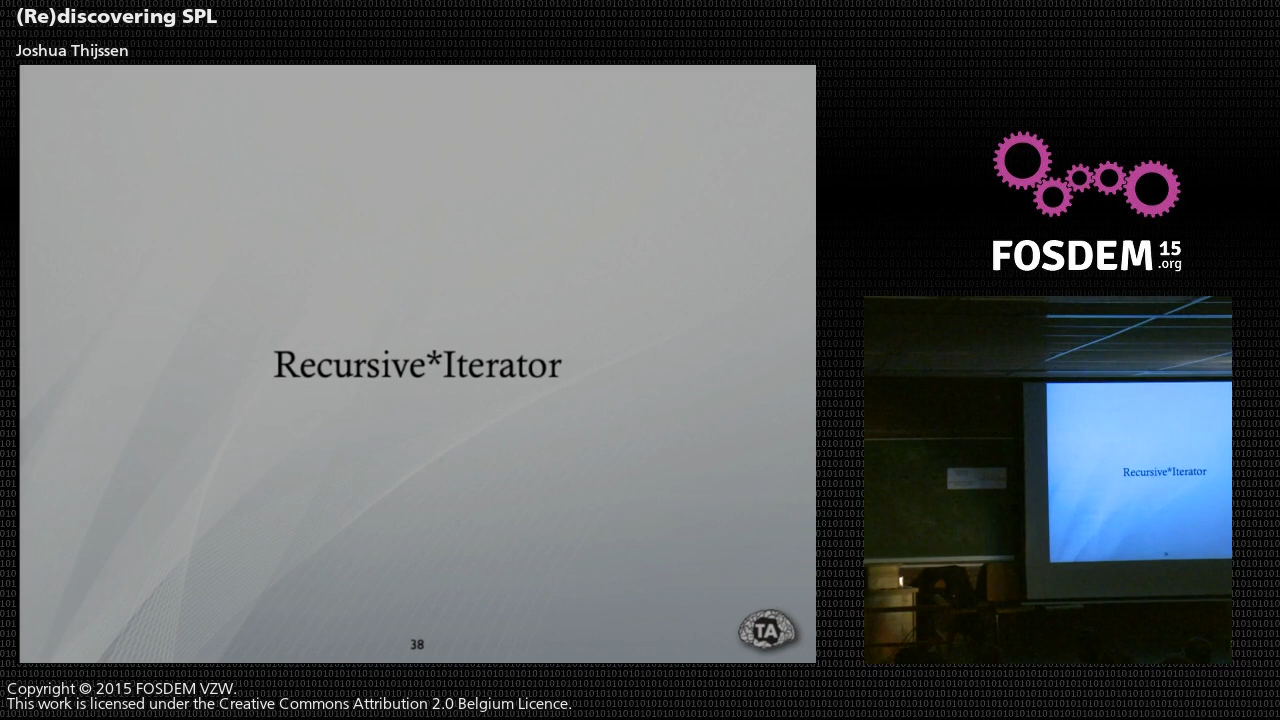 (Re)discovering SPL
Joshua Thijssen
Recursive*Iterator
38
TA
FOSDEM 15
.org
Recursive*Iterator
Copyright © 2015 FOSDEM VZW.
This work is licensed under the Creative Commons Attribution 2.0 Belgium Licence.